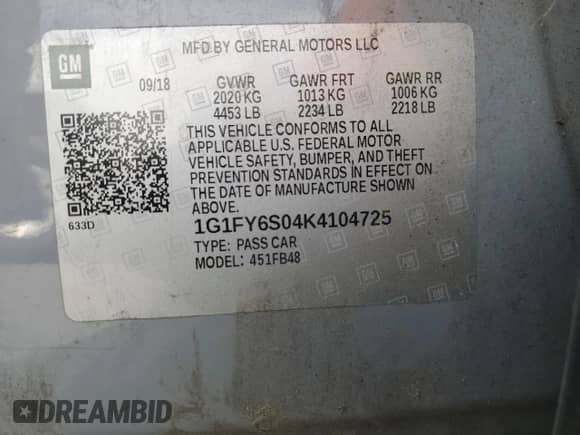 GM
MFD BY GENERAL MOTORS LLC
09/18 GVWR GAWR FRT GAWR RR
2020 KG 1013 KG 1006 KG
4453 LB 2234 LB 2218 LB
THIS VEHICLE CONFORMS TO ALL
APPLICABLE U.S. FEDERAL MOTOR
VEHICLE SAFETY, BUMPER, AND THEFT
PREVENTION STANDARDS IN EFFECT ON
THE DATE OF MANUFACTURE SHOWN
ABOVE.
633D
1G1FY6S04K4104725
TYPE: PASS CAR
MODEL: 451FB48
DREAMBID